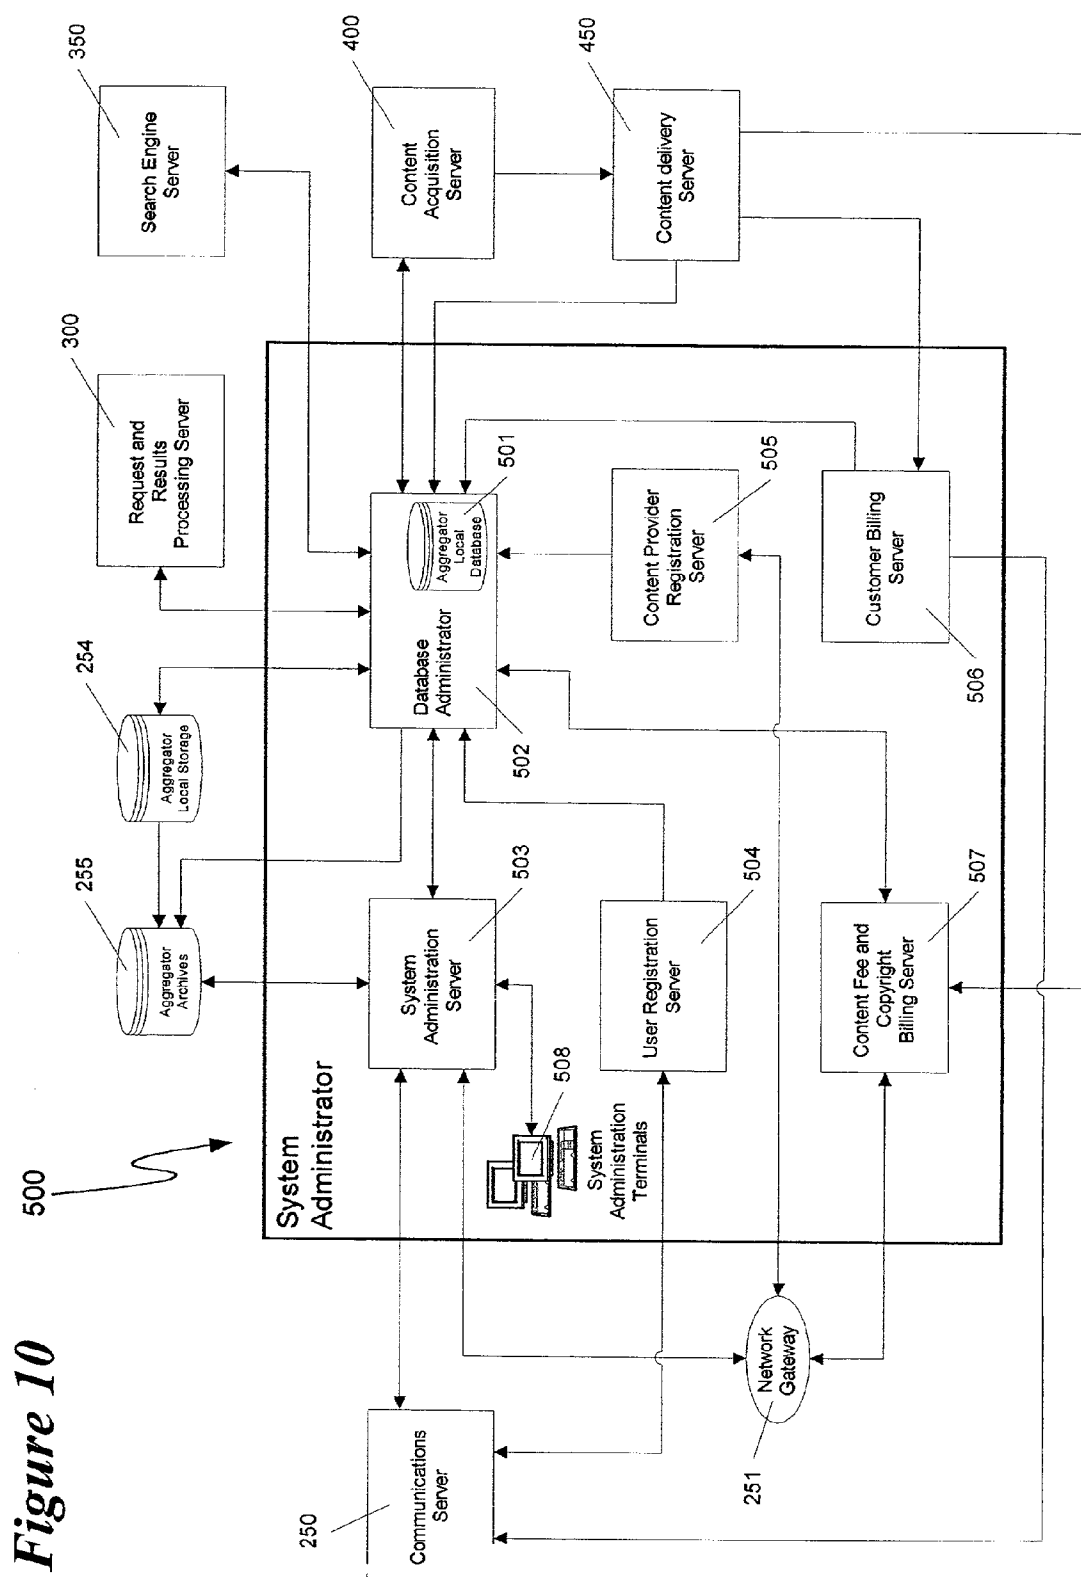 Figure 10
500
System
Administrator
255
Aggregator
Archives
254
Aggregator
Local Storage
300
Request and
Results
Processing Server
350
Search Engine
Server
250
Communications
Server
System
Administration
Server
503
Database
Administrator
502
Aggregator
Local
Database
501
Content
Acquisition
Server
400
508
System
Administration
Terminals
User Registration
Server
504
Content Provider
Registration
Server
505
Content delivery
Server
450
Network
Gateway
251
Content Fee and
Copyright
Billing Server
507
Customer Billing
Server
506